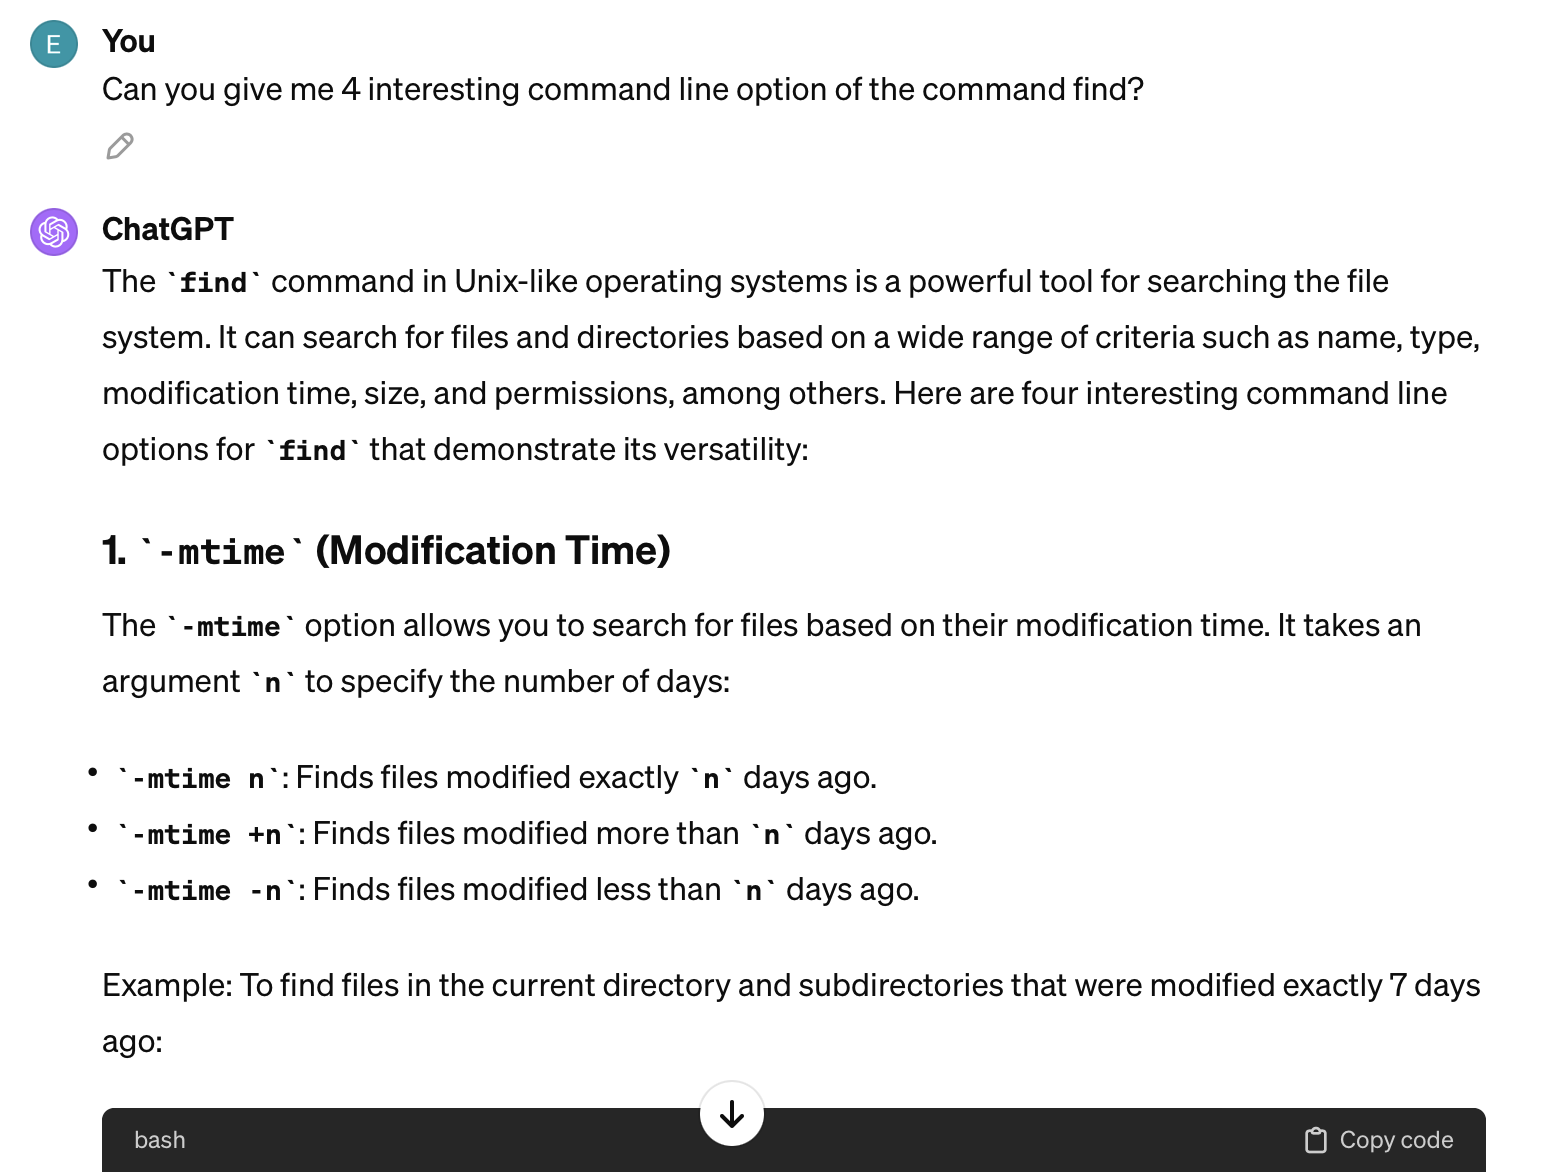 E
You
Can you give me 4 interesting command line option of the command find?
ChatGPT
The `find` command in Unix-like operating systems is a powerful tool for searching the file
system. It can search for files and directories based on a wide range of criteria such as name, type,
modification time, size, and permissions, among others. Here are four interesting command line
options for `find` that demonstrate its versatility:
1. `-mtime` (Modification Time)
The `-mtime` option allows you to search for files based on their modification time. It takes an
argument `n` to specify the number of days:
• `-mtime n`: Finds files modified exactly `n` days ago.
• `-mtime +n`: Finds files modified more than `n` days ago.
• `-mtime -n`: Finds files modified less than `n` days ago.
Example: To find files in the current directory and subdirectories that were modified exactly 7 days
ago:
bash Copy code